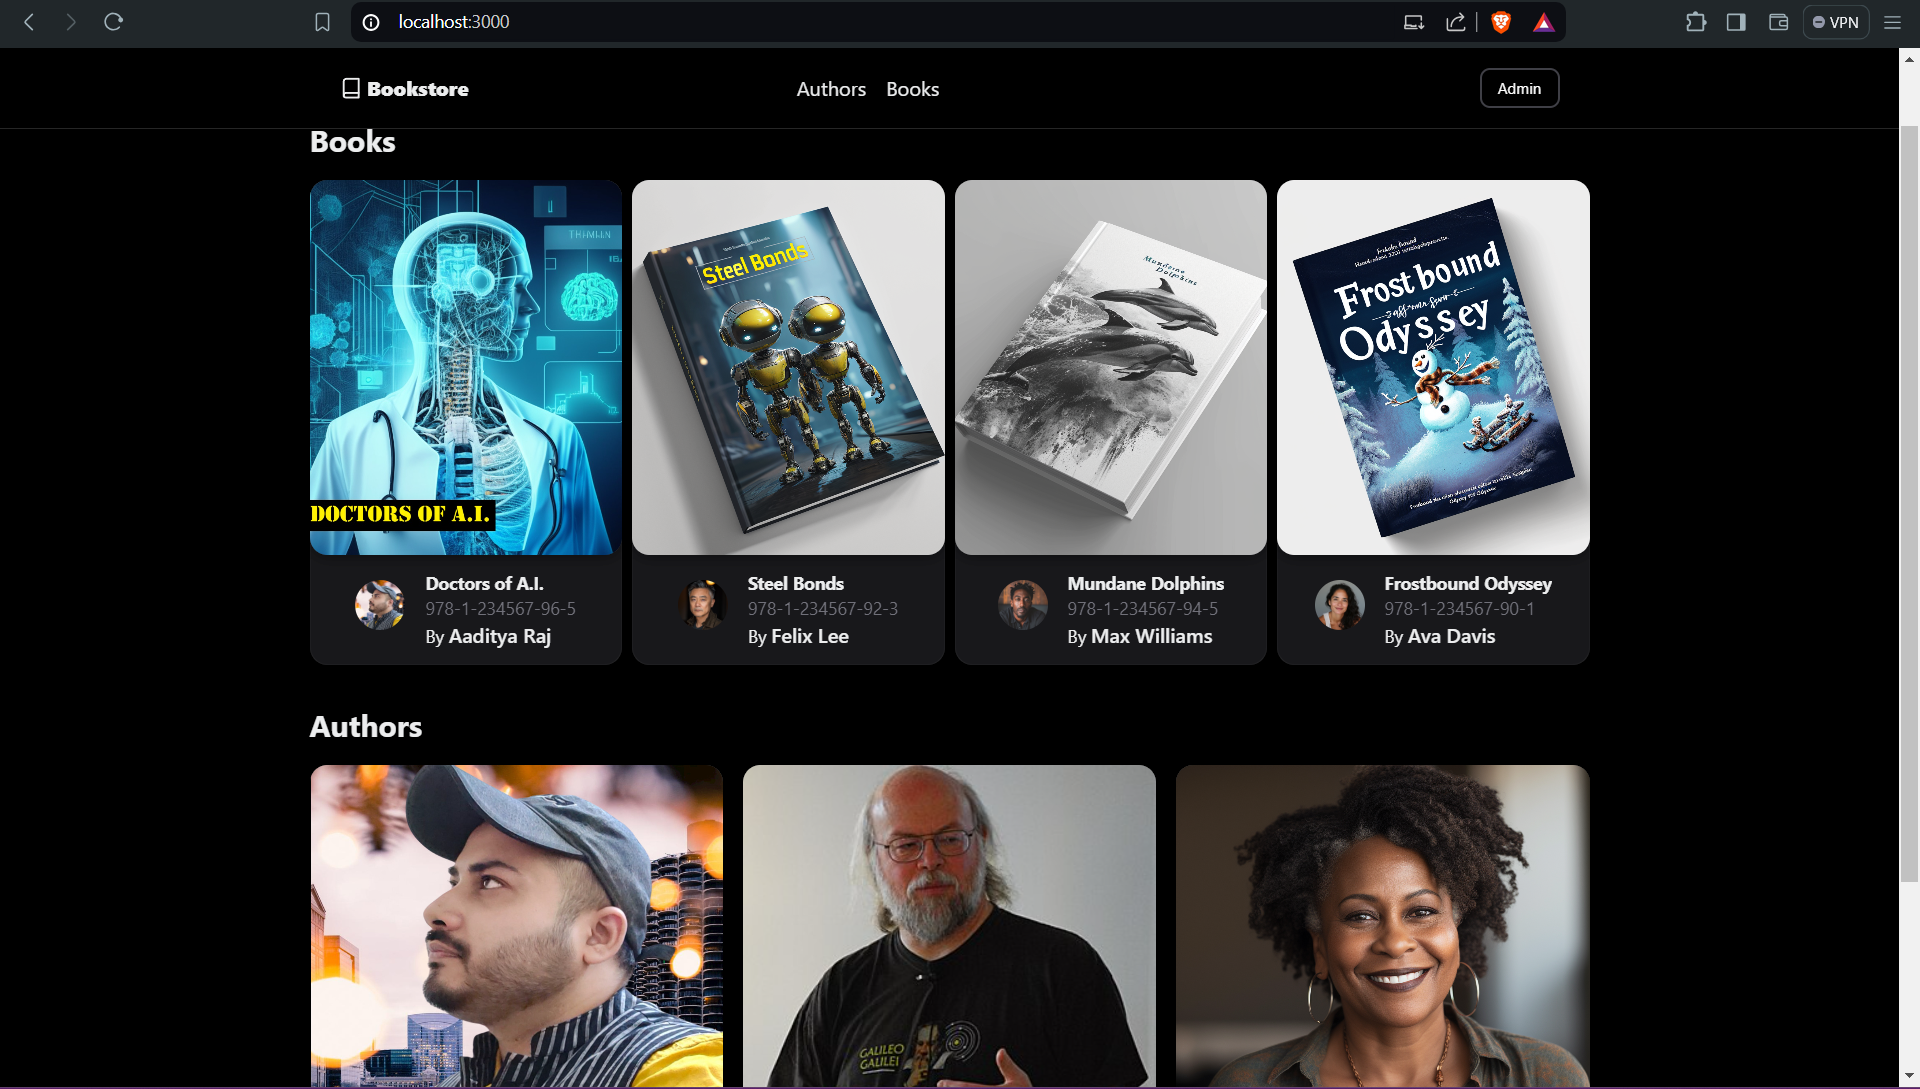 localhost:3000
VPN
Bookstore
Authors
Books
Admin
Books
DOCTORS OF A.I.
Steel Bonds
Mundane
Dolphins
Frostbound
Odyssey
Doctors of A.I.
978-1-234567-96-5
By Aaditya Raj
Steel Bonds
978-1-234567-92-3
By Felix Lee
Mundane Dolphins
978-1-234567-94-5
By Max Williams
Frostbound Odyssey
978-1-234567-90-1
By Ava Davis
Authors
GALILEO
GALILEI